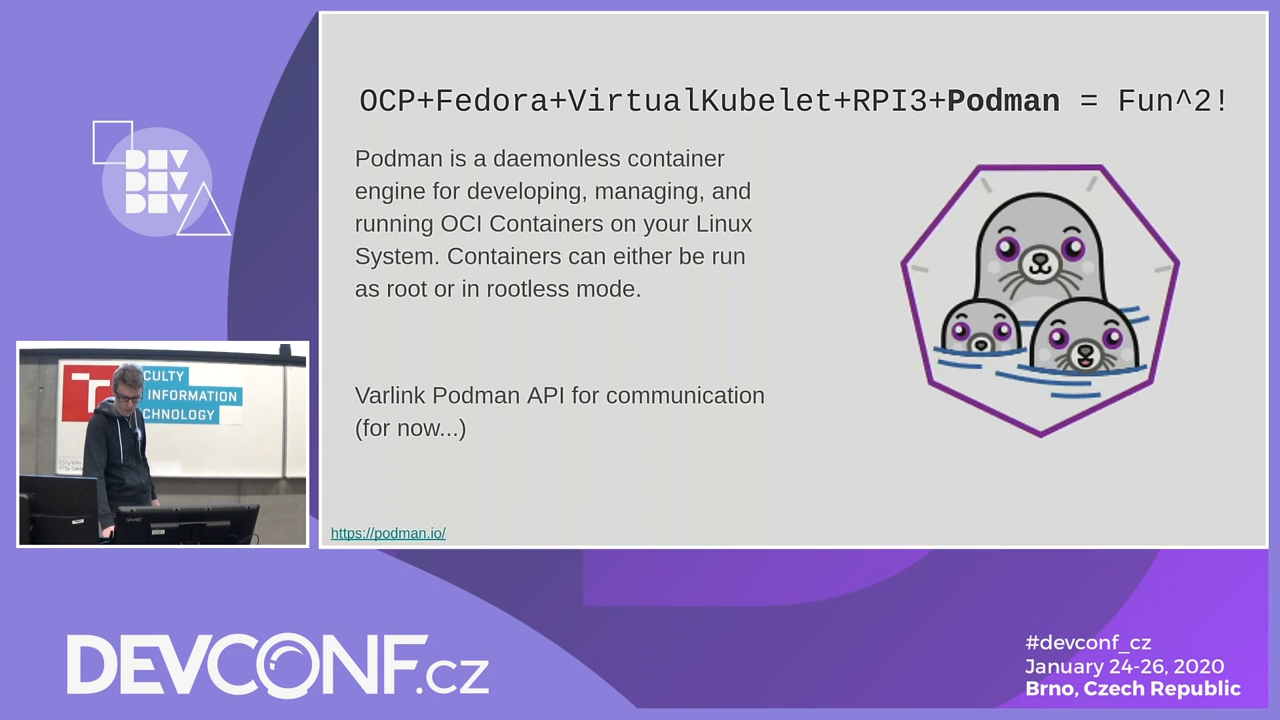 DEV
DEV
DEV
OCP+Fedora+VirtualKubelet+RPI3+Podman = Fun^2!
Podman is a daemonless container
engine for developing, managing, and
running OCI Containers on your Linux
System. Containers can either be run
as root or in rootless mode.
Varlink Podman API for communication
(for now...)
https://podman.io/
CULTY
INFORMATION
CHNOLOGY
DEVCONF.cz
#devconf_cz
January 24-26, 2020
Brno, Czech Republic